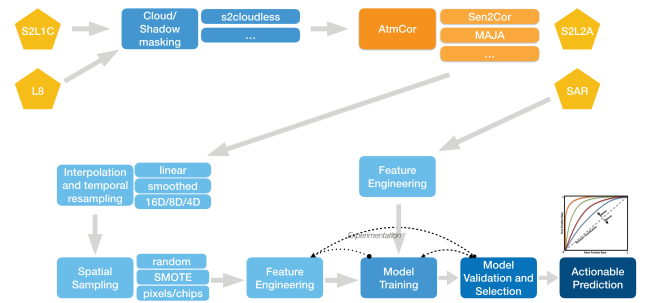 S2L1C
Cloud/
Shadow
masking
s2cloudless
...
AtmCor
Sen2Cor
MAJA
...
S2L2A
L8
SAR
Interpolation
and temporal
resampling
linear
smoothed
16D/8D/4D
Feature
Engineering
Experimentation
Spatial
Sampling
random
SMOTE
pixels/chips
Feature
Engineering
Model
Training
Model
Validation and
Selection
Actionable
Prediction